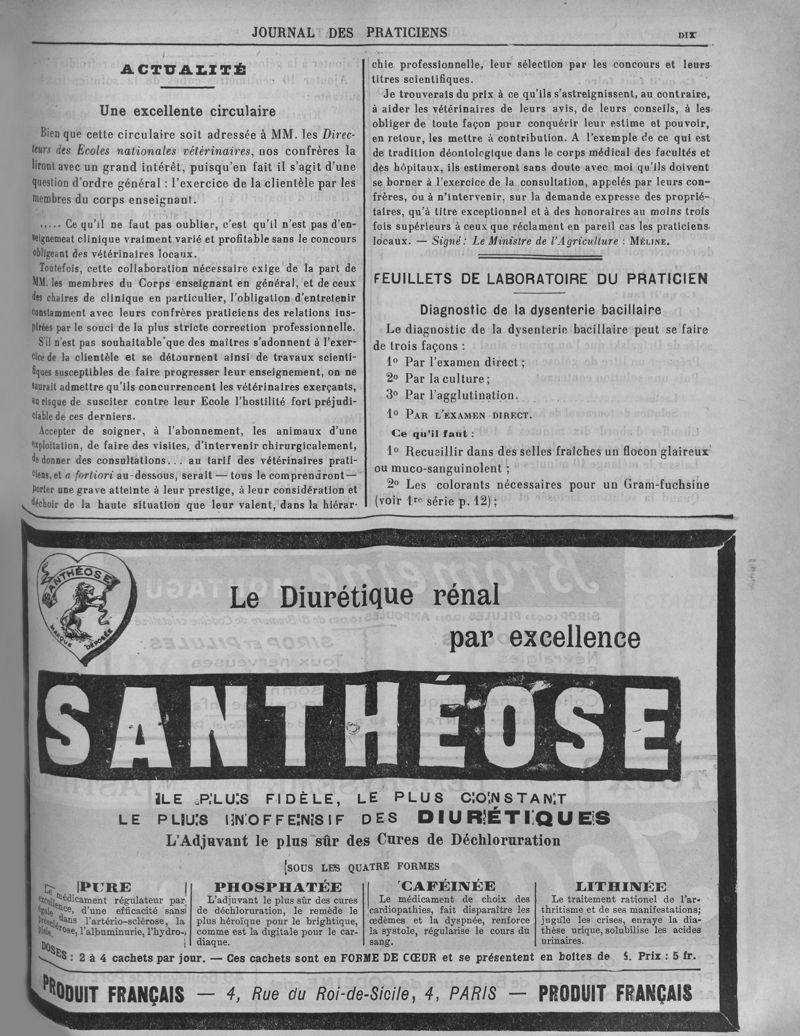 JOURNAL DES PRATICIENS
DIX
ACTUALITÉ
Une excellente circulaire
Bien que cette circulaire soit adressée à MM. les Direc-
teurs des Ecoles nationales vétérinaires, nos confrères la
liront avec un grand intérêt, puisqu'en fait il s'agit d'une
question d'ordre général : l'exercice de la clientèle par les
membres du corps enseignant.
..... Ce qu'il ne faut pas oublier, c'est qu'il n'est pas d'en-
seignement clinique vraiment varié et profitable sans le concours
obligeant des vétérinaires locaux.
Toutefois, cette collaboration nécessaire exige de la part de
MM. les membres du Corps enseignant en général, et de ceux
des chaires de clinique en particulier, l'obligation d'entretenir
constamment avec leurs confrères praticiens des relations ins-
pirées par le souci de la plus stricte correction professionnelle.
S'il n'est pas souhaitable que des maîtres s'adonnent à l'exer-
cice de la clientèle et se détournent ainsi de travaux scienti-
fiques susceptibles de faire progresser leur enseignement, on ne
saurait admettre qu'ils concurrencent les vétérinaires exerçants,
au risque de susciter contre leur Ecole l'hostilité fort préjudi-
ciable de ces derniers.
Accepter de soigner, à l'abonnement, les animaux d'une
exploitation, de faire des visites, d'intervenir chirurgicalement,
de donner des consultations... au tarif des vétérinaires prati-
ciens, et a fortiori au-dessous, serait — tous le comprendront —
porter une grave atteinte à leur prestige, à leur considération et
déchoir de la haute situation que leur valent, dans la hiérar-
chie professionnelle, leur sélection par les concours et leurs
titres scientifiques.
Je trouverais du prix à ce qu'ils s'astreignissent, au contraire,
à aider les vétérinaires de leurs avis, de leurs conseils, à les
obliger de toute façon pour conquérir leur estime et pouvoir,
en retour, les mettre à contribution. A l'exemple de ce qui est
de tradition déontologique dans le corps médical des facultés et
des hôpitaux, ils estimeront sans doute avec moi qu'ils doivent
se borner à l'exercice de la consultation, appelés par leurs con-
frères, ou à n'intervenir, sur la demande expresse des proprié-
taires, qu'à titre exceptionnel et à des honoraires au moins trois
fois supérieurs à ceux que réclament en pareil cas les praticiens
locaux. — Signé : Le Ministre de l'Agriculture : MÉLINE.
FEUILLETS DE LABORATOIRE DU PRATICIEN
Diagnostic de la dysenterie bacillaire
Le diagnostic de la dysenterie bacillaire peut se faire
de trois façons :
1º Par l'examen direct ;
2º Par la culture ;
3º Par l'agglutination.
1º PAR L'EXAMEN DIRECT.
Ce qu'il faut :
1º Recueillir dans des selles fraîches un flocon glaireux
ou muco-sanguinolent ;
2º Les colorants nécessaires pour un Gram-fuchsine
(voir 1re série p. 12) ;
SANTHÉOSE
MARQUE DÉPOSÉE
Le Diurétique rénal
par excellence
SANTHÉOSE
LE PLUS FIDÈLE, LE PLUS CONSTANT
LE PLUS INOFFENSIF DES DIURÉTIQUES
L'Adjuvant le plus sûr des Cures de Déchloruration
SOUS LES QUATRE FORMES
PURE
Le médicament régulateur par
excellence, d'une efficacité sans
égale dans l'artério-sclérose, la
l'albuminurie, l'hydro-
PHOSPHATÉE
L'adjuvant le plus sûr des cures
de déchloruration, le remède le
plus héroïque pour le brightique,
comme est la digitale pour le car-
diaque.
CAFÉINÉE
Le médicament de choix des
cardiopathies, fait disparaître les
œdèmes et la dyspnée, renforce
la systole, régularise le cours du
sang.
LITHINÉE
Le traitement rationel de l'ar-
thritisme et de ses manifestations;
jugule les crises, enraye la dia-
thèse urique, solubilise les acides
urinaires.
DOSES : 2 à 4 cachets par jour. — Ces cachets sont en FORME DE CŒUR et se présentent en boîtes de Prix : 5 fr.
PRODUIT FRANÇAIS — 4, Rue du Roi-de-Sicile, 4, PARIS — PRODUIT FRANÇAIS